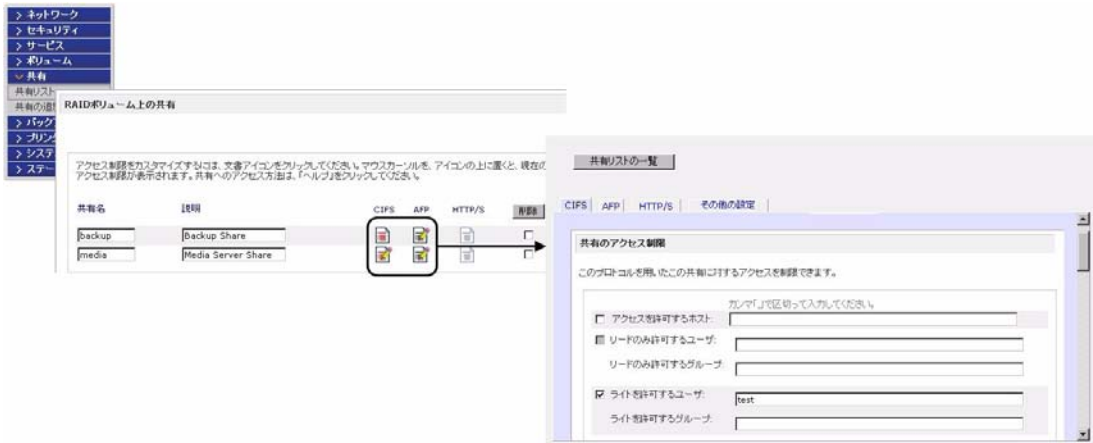 > ネットワーク
> セキュリティ
> サービス
> ボリューム
共有
共有リスト
共有の追
> バック
> プリン
> システ
> ステー
RAIDボリューム上の共有
アクセス制限をカスタマイズするには、文書アイコンをクリックしてください。マウスカーソルを、アイコンの上に置くと、現在の
アクセス制限が表示されます。共有へのアクセス方法は、「ヘルプ」をクリックしてください。
共有名 説明 CIFS AFP HTTP/S 削除
backup Backup Share
media Media Server Share
共有リストの一覧
CIFS AFP HTTP/S その他の設定
共有のアクセス制限
このプロトコルを用いたこの共有に対するアクセスを制限できます。
カンマ「,」で区切って入力してください。
アクセスを許可するホスト:
リードのみ許可するユーザ:
リードのみ許可するグループ:
ライトを許可するユーザ: test
ライトを許可するグループ: